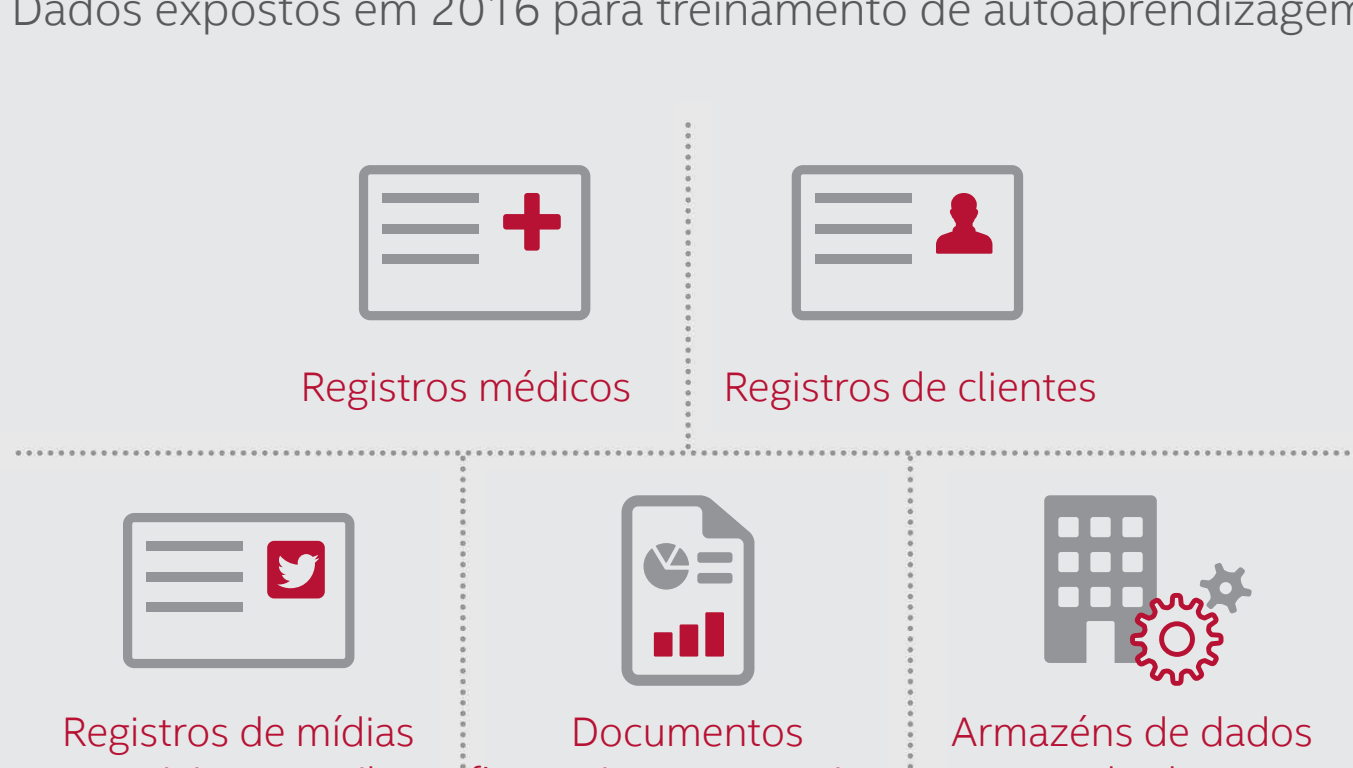 Dados expostos em 2016 para treinamento de autoaprendizagem
Registros médicos
Registros de clientes
Registros de mídias
Documentos
Armazéns de dados